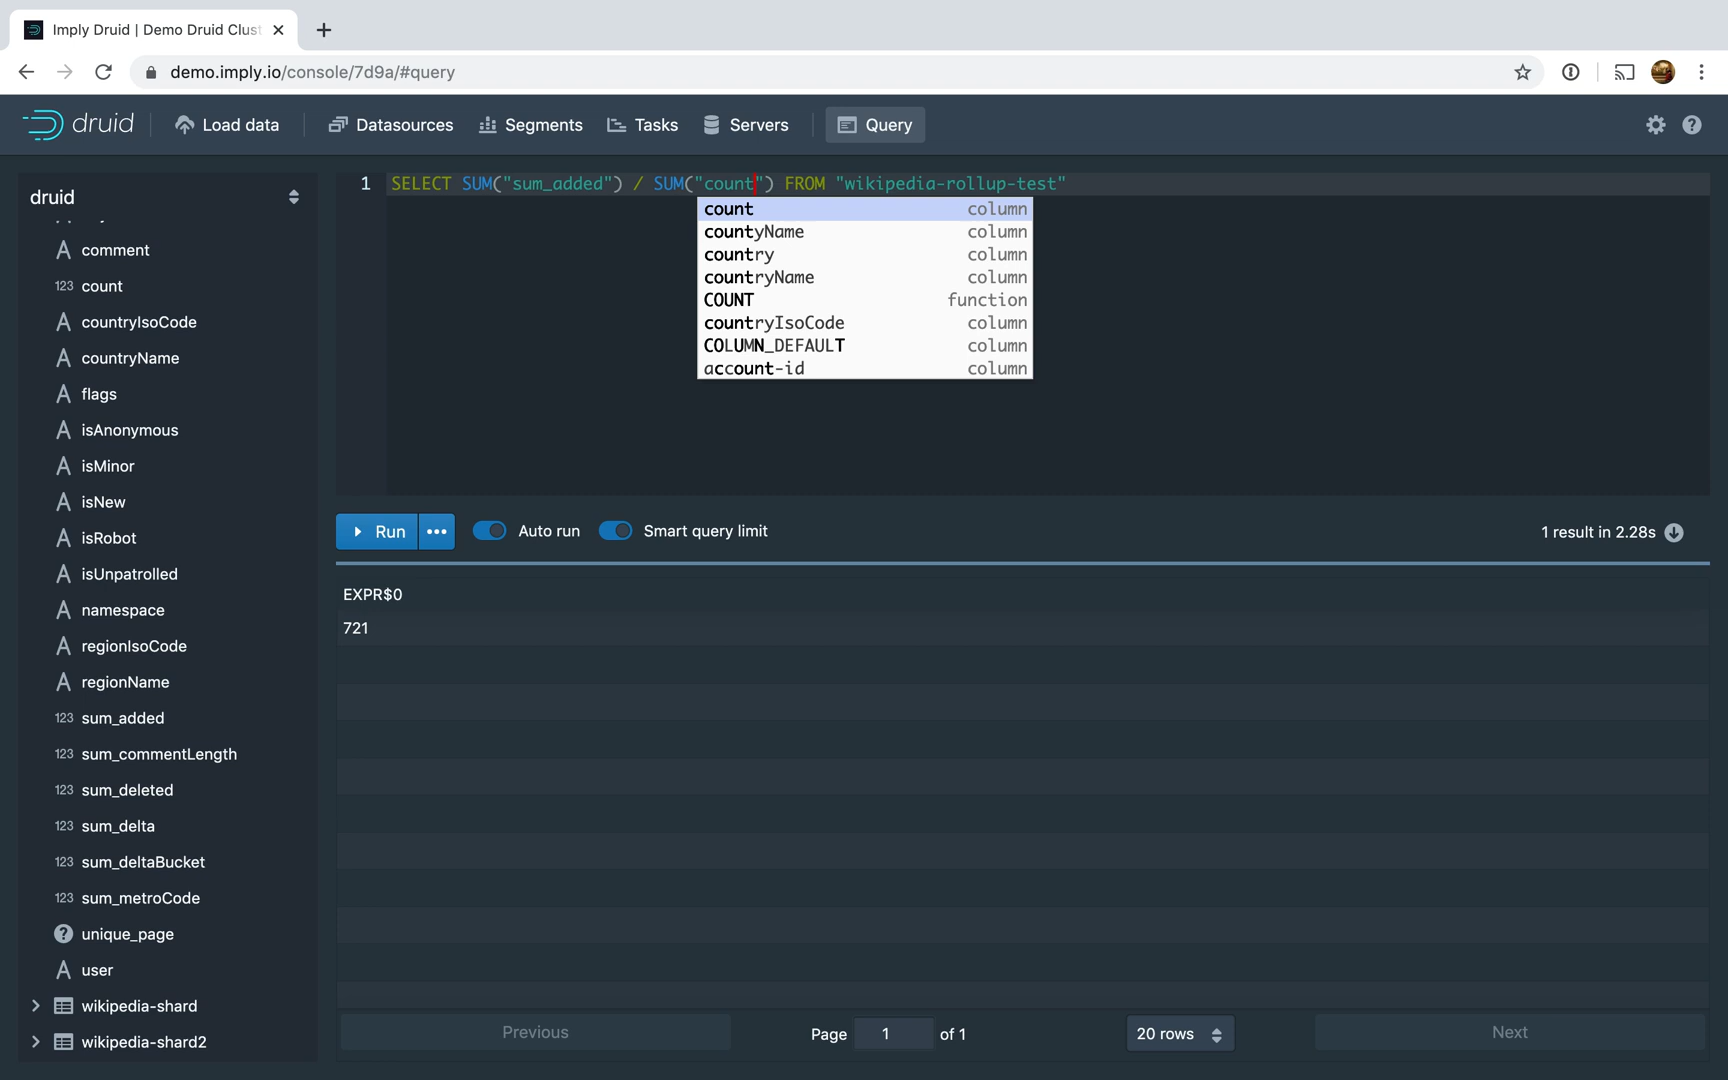 Imply Druid | Demo Druid Clust
demo.imply.io/console/7d9a/#query
druid
Load data
Datasources
Segments
Tasks
Servers
Query
druid
comment
123 count
countryIsoCode
countryName
flags
isAnonymous
isMinor
isNew
isRobot
isUnpatrolled
namespace
regionIsoCode
regionName
123 sum_added
123 sum_commentLength
123 sum_deleted
123 sum_delta
123 sum_deltaBucket
123 sum_metroCode
unique_page
user
wikipedia-shard
wikipedia-shard2
1 SELECT SUM("sum_added") / SUM("count") FROM "wikipedia-rollup-test"
count column
countyName column
country column
countryName column
COUNT function
countryIsoCode column
COLUMN_DEFAULT column
account-id column
Run
Auto run
Smart query limit
1 result in 2.28s
EXPR$0
721
Previous
Page 1 of 1
20 rows
Next